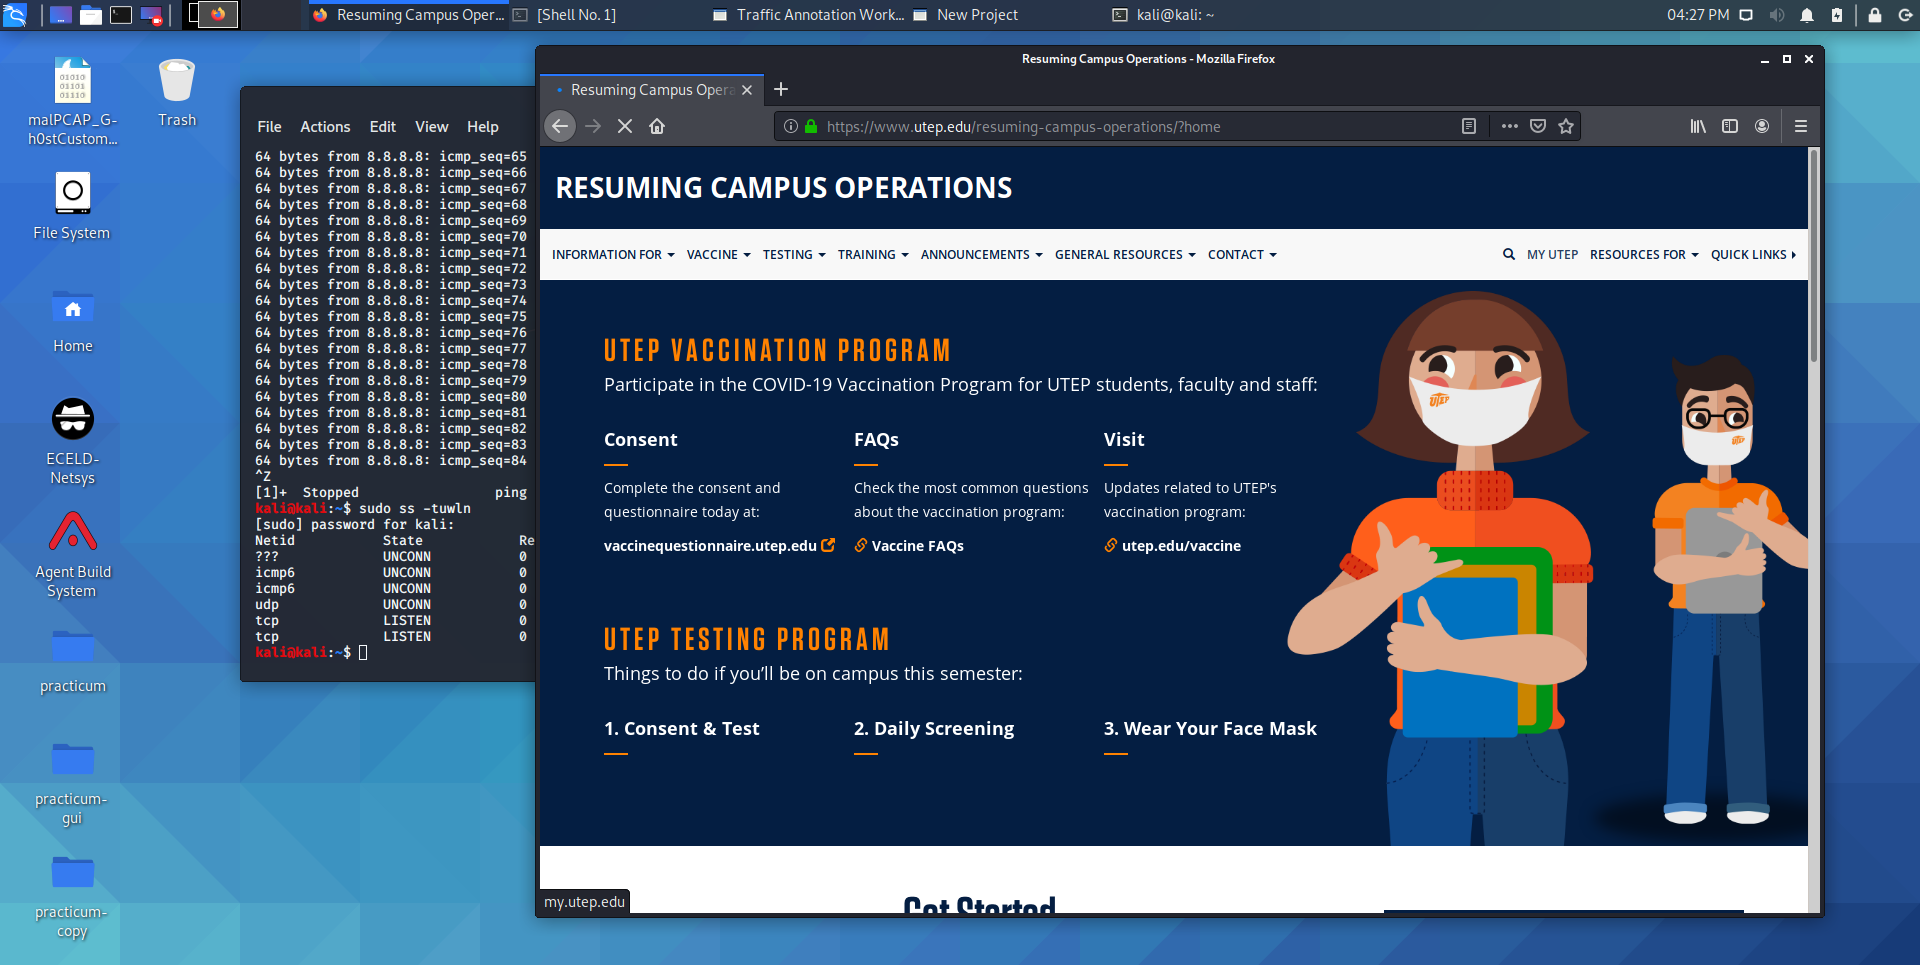 Resuming Campus Oper...
[Shell No. 1]
Traffic Annotation Work...
New Project
kali@kali: ~
04:27 PM
malPCAP_G-
h0stCustom...
Trash
File System
Home
ECELD-
Netsys
Agent Build
System
practicum
practicum-
gui
practicum-
copy
File Actions Edit View Help
64 bytes from 8.8.8.8: icmp_seq=65
64 bytes from 8.8.8.8: icmp_seq=66
64 bytes from 8.8.8.8: icmp_seq=67
64 bytes from 8.8.8.8: icmp_seq=68
64 bytes from 8.8.8.8: icmp_seq=69
64 bytes from 8.8.8.8: icmp_seq=70
64 bytes from 8.8.8.8: icmp_seq=71
64 bytes from 8.8.8.8: icmp_seq=72
64 bytes from 8.8.8.8: icmp_seq=73
64 bytes from 8.8.8.8: icmp_seq=74
64 bytes from 8.8.8.8: icmp_seq=75
64 bytes from 8.8.8.8: icmp_seq=76
64 bytes from 8.8.8.8: icmp_seq=77
64 bytes from 8.8.8.8: icmp_seq=78
64 bytes from 8.8.8.8: icmp_seq=79
64 bytes from 8.8.8.8: icmp_seq=80
64 bytes from 8.8.8.8: icmp_seq=81
64 bytes from 8.8.8.8: icmp_seq=82
64 bytes from 8.8.8.8: icmp_seq=83
64 bytes from 8.8.8.8: icmp_seq=84
^Z
[1]+ Stopped ping
kali@kali:~$ sudo ss -tuwln
[sudo] password for kali:
Netid State Re
??? UNCONN 0
icmp6 UNCONN 0
icmp6 UNCONN 0
udp UNCONN 0
tcp LISTEN 0
tcp LISTEN 0
kali@kali:~$
Resuming Campus Operations - Mozilla Firefox
Resuming Campus Opera
https://www.utep.edu/resuming-campus-operations/?home
RESUMING CAMPUS OPERATIONS
INFORMATION FOR VACCINE TESTING TRAINING ANNOUNCEMENTS GENERAL RESOURCES CONTACT MY UTEP RESOURCES FOR QUICK LINKS
UTEP VACCINATION PROGRAM
Participate in the COVID-19 Vaccination Program for UTEP students, faculty and staff:
Consent
Complete the consent and
questionnaire today at:
vaccinequestionnaire.utep.edu
FAQs
Check the most common questions
about the vaccination program:
Vaccine FAQs
Visit
Updates related to UTEP's
vaccination program:
utep.edu/vaccine
UTEP TESTING PROGRAM
Things to do if you’ll be on campus this semester:
1. Consent & Test
2. Daily Screening
3. Wear Your Face Mask
UTEP
UTEP
Get Started
my.utep.edu